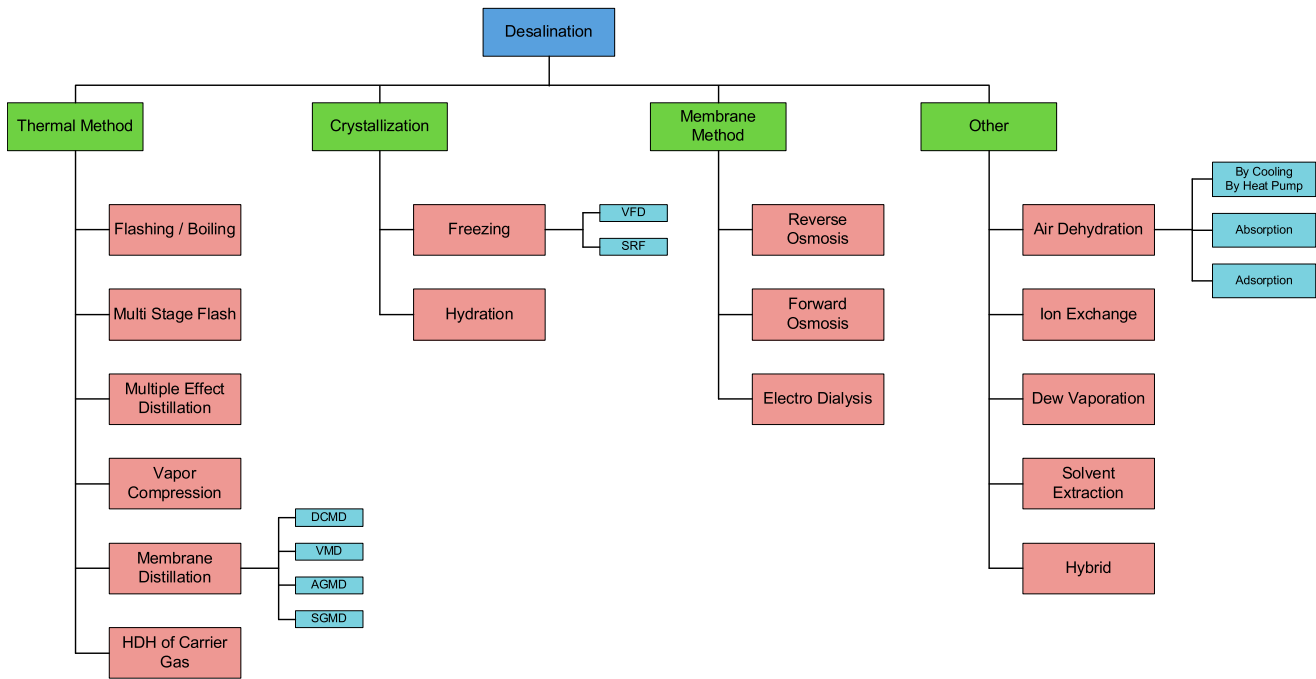 Desalination
Thermal Method
Crystallization
Membrane
Method
Other
Flashing / Boiling
Multi Stage Flash
Multiple Effect
Distillation
Vapor
Compression
Membrane
Distillation
DCMD
VMD
AGMD
SGMD
HDH of Carrier
Gas
Freezing
VFD
SRF
Hydration
Reverse
Osmosis
Forward
Osmosis
Electro Dialysis
Air Dehydration
By Cooling
By Heat Pump
Absorption
Adsorption
Ion Exchange
Dew Vaporation
Solvent
Extraction
Hybrid